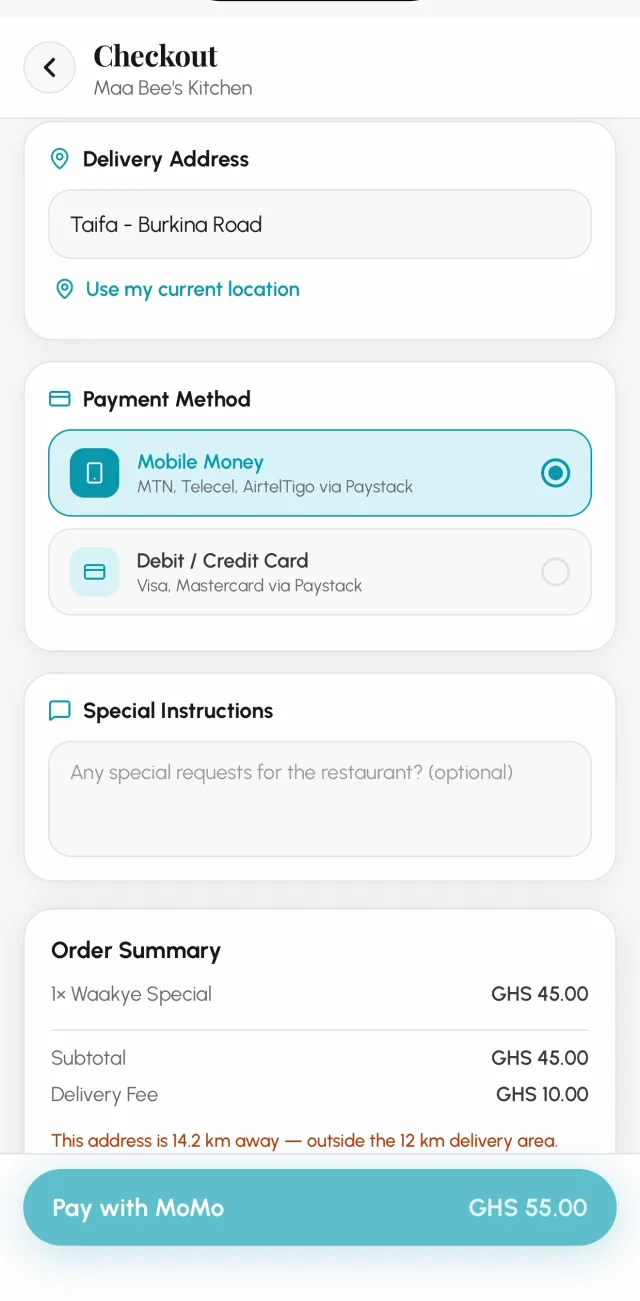 Checkout
Maa Bee's Kitchen
Delivery Address
Taifa - Burkina Road
Use my current location
Payment Method
Mobile Money
MTN, Telecel, AirtelTigo via Paystack
Debit / Credit Card
Visa, Mastercard via Paystack
Special Instructions
Any special requests for the restaurant? (optional)
Order Summary
1× Waakye Special GHS 45.00
Subtotal GHS 45.00
Delivery Fee GHS 10.00
This address is 14.2 km away — outside the 12 km delivery area.
Pay with MoMo GHS 55.00